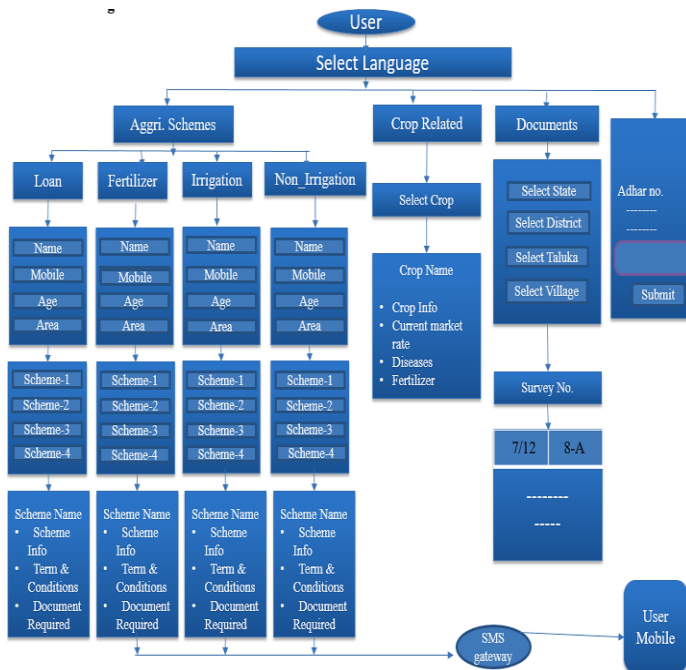 g
User
Select Language
Aggri. Schemes
Crop Related
Documents
Loan
Fertilizer
Irrigation
Non_Irrigation
Name
Mobile
Age
Area
Name
Mobile
Age
Area
Name
Mobile
Age
Area
Name
Mobile
Age
Area
Scheme-1
Scheme-2
Scheme-3
Scheme-4
Scheme-1
Scheme-2
Scheme-3
Scheme-4
Scheme-1
Scheme-2
Scheme-3
Scheme-4
Scheme-1
Scheme-2
Scheme-3
Scheme-4
Scheme Name
• Scheme
Info
• Term &
Conditions
• Document
Required
Scheme Name
• Scheme
Info
• Term &
Conditions
• Document
Required
Scheme Name
• Scheme
Info
• Term &
Conditions
• Document
Required
Scheme Name
• Scheme
Info
• Term &
Conditions
• Document
Required
Select Crop
Crop Name
• Crop Info
• Current market
rate
• Diseases
• Fertilizer
Select State
Select District
Select Taluka
Select Village
Survey No.
7/12 8-A
--------
-----
Adhar no.
--------
--------
Submit
SMS
gateway
User
Mobile